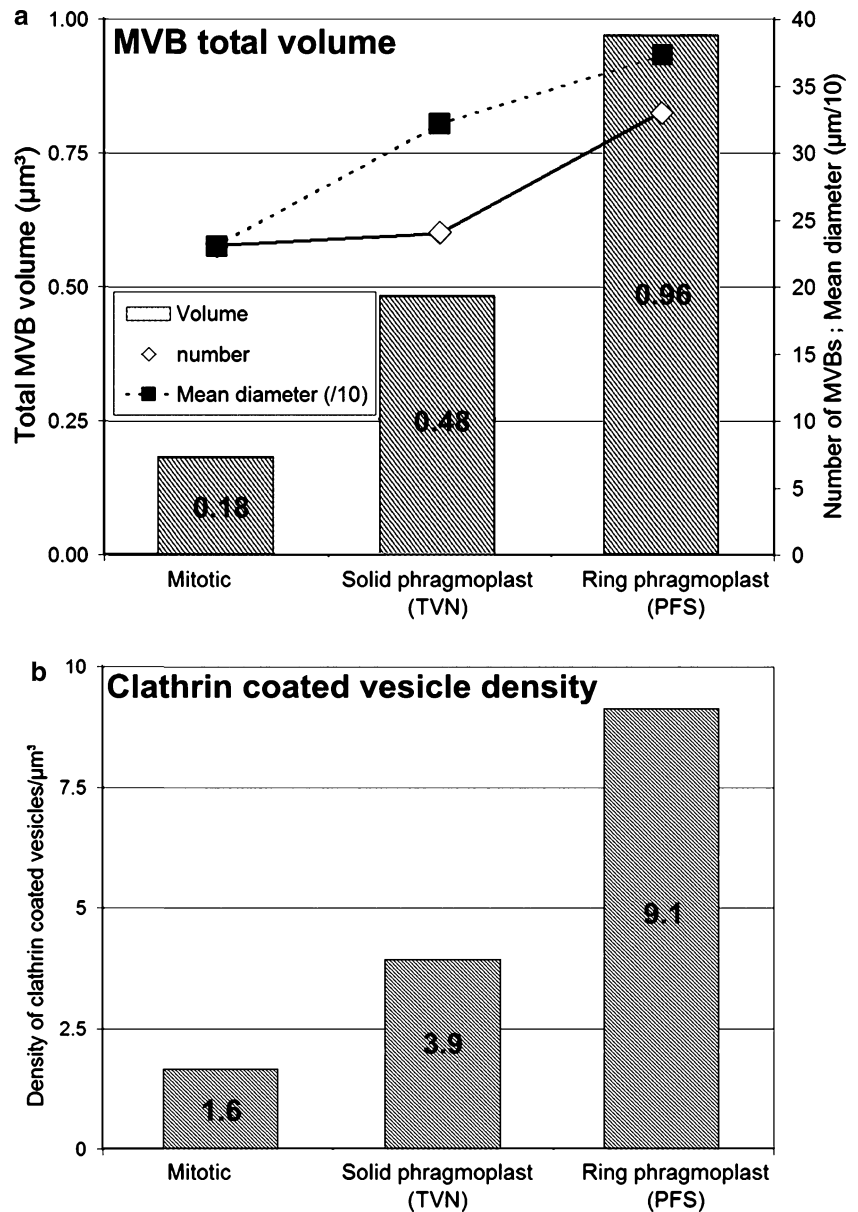 a
MVB total volume
Total MVB volume (µm³)
1.00
0.75
0.50
0.25
0.00
40
35
30
25
20
15
10
5
0
Number of MVBs ; Mean diameter (µm/10)
Volume
number
Mean diameter (/10)
0.18
0.48
0.96
Mitotic
Solid phragmoplast
(TVN)
Ring phragmoplast
(PFS)
b
Clathrin coated vesicle density
Density of clathrin coated vesicles/µm³
10
7.5
5
2.5
0
1.6
3.9
9.1
Mitotic
Solid phragmoplast
(TVN)
Ring phragmoplast
(PFS)